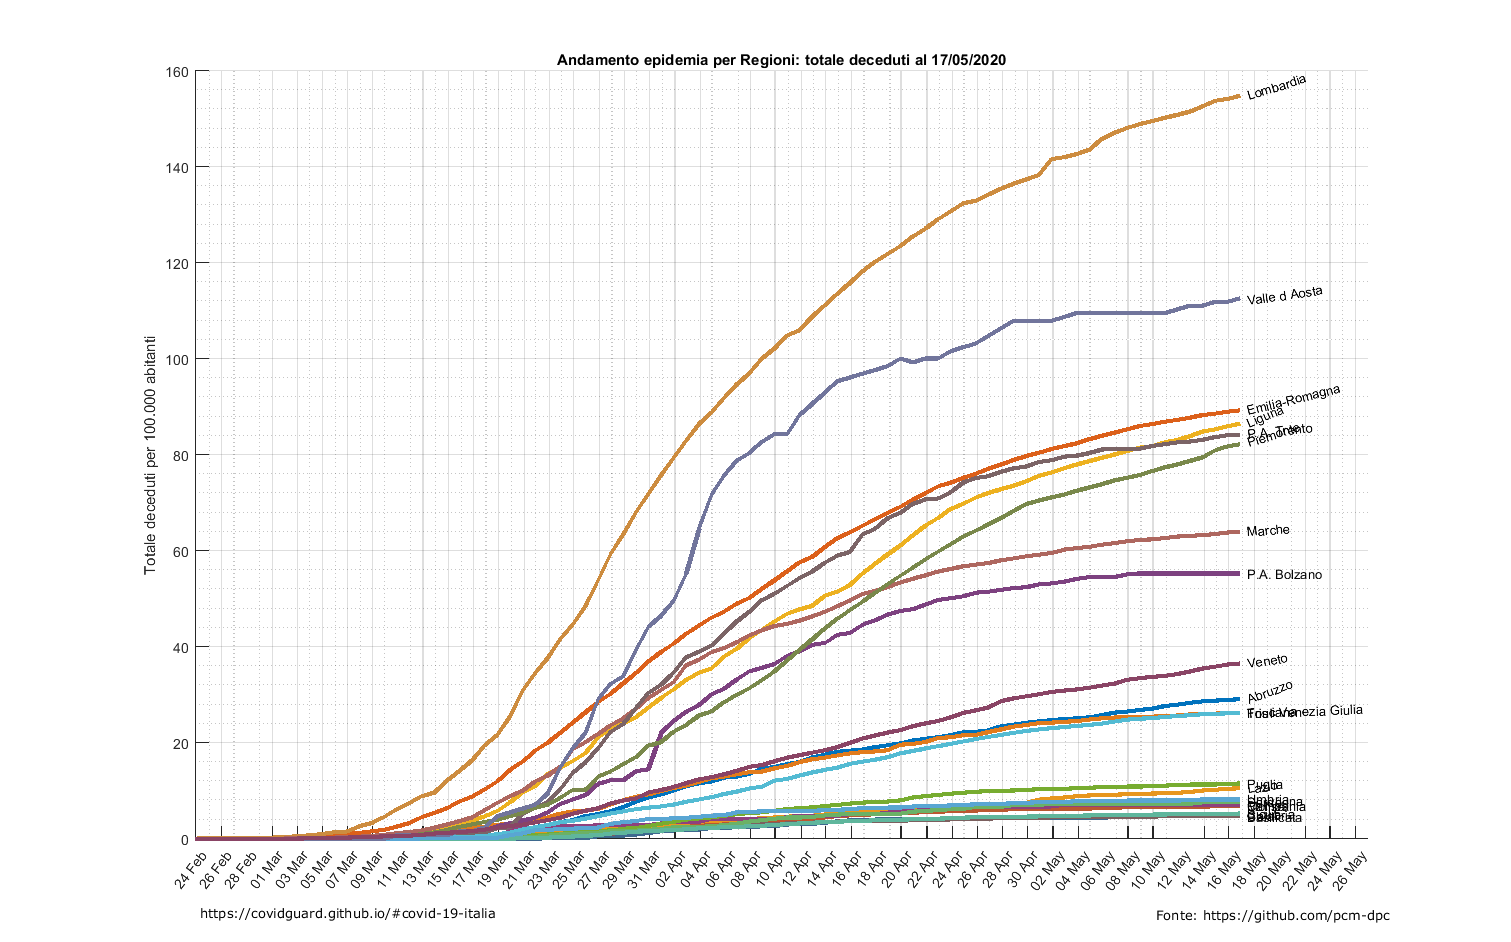 Andamento epidemia per Regioni: totale deceduti al 17/05/2020
Totale deceduti per 100.000 abitanti
160
140
120
100
80
60
40
20
0
Lombardia
Valle d Aosta
Emilia-Romagna
Liguria
P.A. Trento
Piemonte
Marche
P.A. Bolzano
Veneto
Abruzzo
Toscana
Friuli Venezia Giulia
Puglia
Lazio
Umbria
24 Feb
26 Feb
28 Feb
01 Mar
03 Mar
05 Mar
07 Mar
09 Mar
11 Mar
13 Mar
15 Mar
17 Mar
19 Mar
21 Mar
23 Mar
25 Mar
27 Mar
29 Mar
31 Mar
02 Apr
04 Apr
06 Apr
08 Apr
10 Apr
12 Apr
14 Apr
16 Apr
18 Apr
20 Apr
22 Apr
24 Apr
26 Apr
28 Apr
30 Apr
02 May
04 May
06 May
08 May
10 May
12 May
14 May
16 May
18 May
20 May
22 May
24 May
26 May
https://covidguard.github.io/#covid-19-italia
Fonte: https://github.com/pcm-dpc